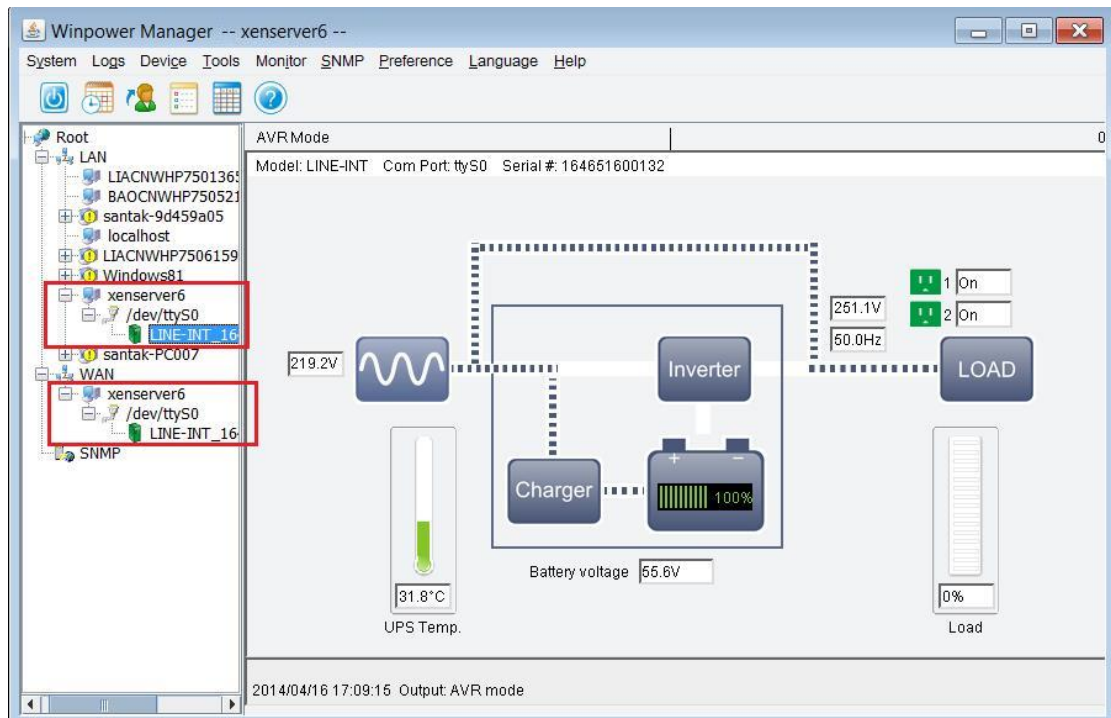 Winpower Manager -- xenserver6 --
System Logs Device Tools Monitor SNMP Preference Language Help
Root
LAN
LIACNWHP7501365
BAOCNWHP750521
santak-9d459a05
localhost
LIACNWHP7506159
Windows81
xenserver6
/dev/ttyS0
LINE-INT_16
santak-PC007
WAN
xenserver6
/dev/ttyS0
LINE-INT_16
SNMP
AVR Mode
0
Model: LINE-INT Com Port: ttyS0 Serial #: 164651600132
1 On
251.1V
2 On
50.0Hz
219.2V
Inverter
LOAD
+ −
Charger
100%
Battery voltage 55.6V
31.8°C
0%
UPS Temp.
Load
2014/04/16 17:09:15 Output: AVR mode